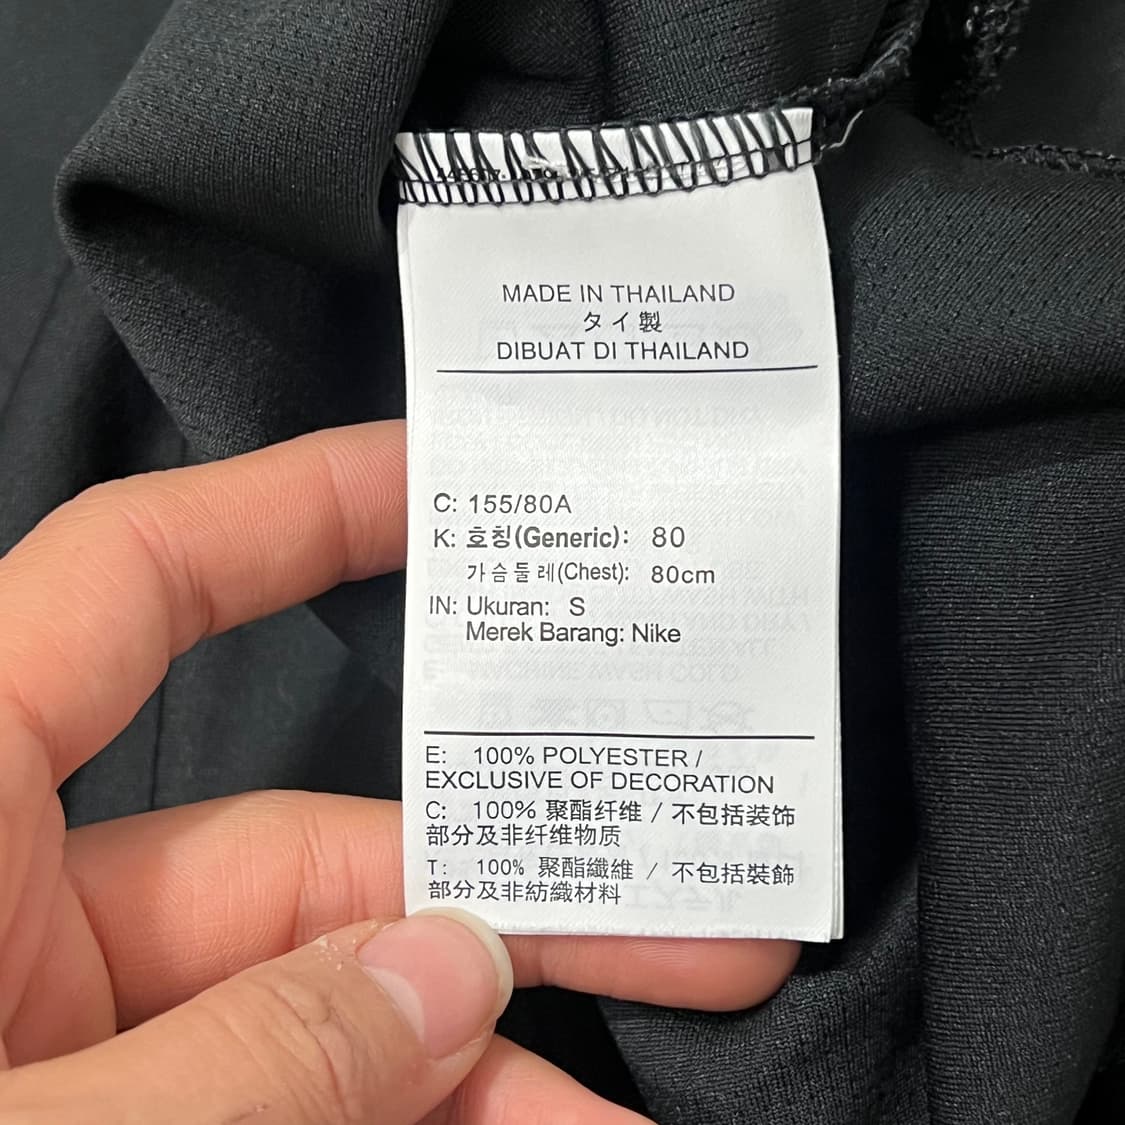 MADE IN THAILAND
タイ製
DIBUAT DI THAILAND
C: 155/80A
K: 호칭(Generic): 80
가슴둘레(Chest): 80cm
IN: Ukuran: S
Merek Barang: Nike
E: 100% POLYESTER /
EXCLUSIVE OF DECORATION
C: 100% 聚酯纤维 / 不包括装饰
部分及非纤维物质
T: 100% 聚酯纖維 / 不包括裝飾
部分及非紡織材料